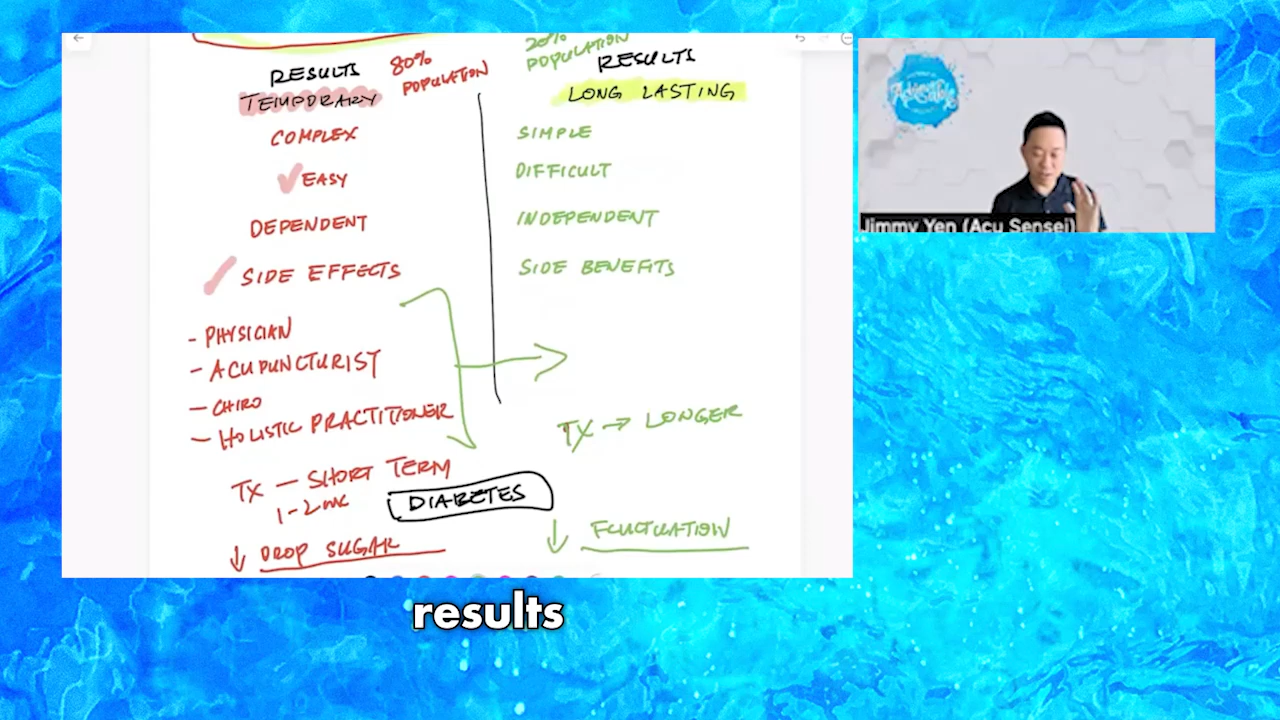 RESULTS
80%
POPULATION
TEMPORARY
COMPLEX
EASY
DEPENDENT
SIDE EFFECTS
- PHYSICIAN
- ACUPUNCTURIST
- CHIRO
- HOLISTIC PRACTITIONER
TX - SHORT TERM
1-2 mo
DIABETES
↓ DROP SUGAR
20%
POPULATION
RESULTS
LONG LASTING
SIMPLE
DIFFICULT
INDEPENDENT
SIDE BENEFITS
TX → LONGER
↓ FLUCTUATION
Jimmy Yen (Acu Sensei)
results